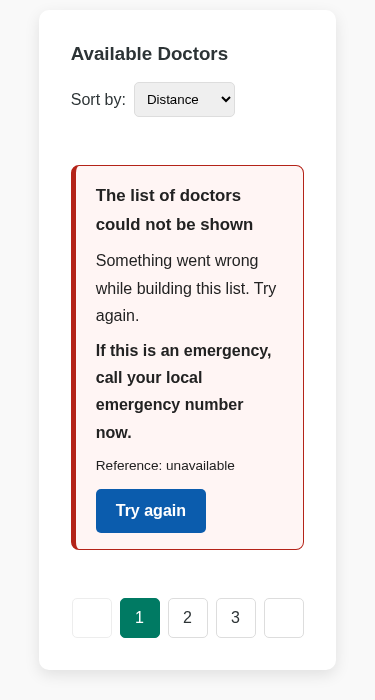 Available Doctors
Sort by: Distance
The list of doctors
could not be shown
Something went wrong
while building this list. Try
again.
If this is an emergency,
call your local
emergency number
now.
Reference: unavailable
Try again
1 2 3